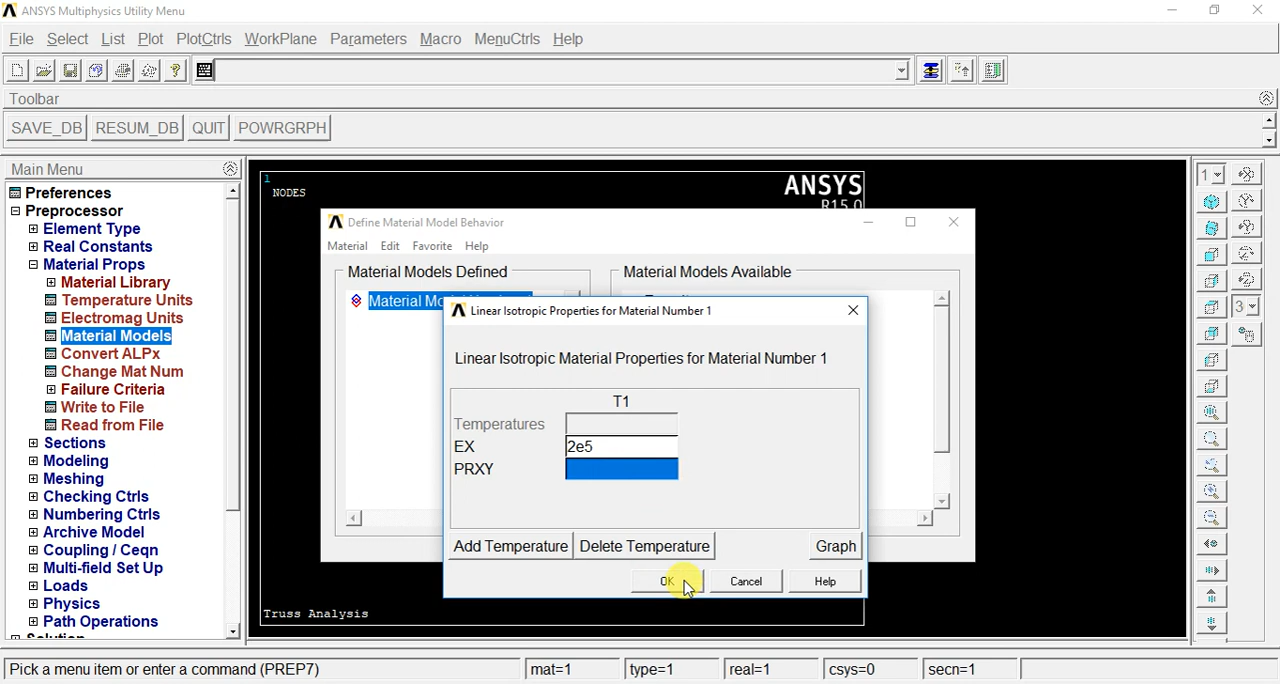 ANSYS Multiphysics Utility Menu
File Select List Plot PlotCtrls WorkPlane Parameters Macro MenuCtrls Help
Toolbar
SAVE_DB RESUM_DB QUIT POWRGRPH
Main Menu
Preferences
Preprocessor
Element Type
Real Constants
Material Props
Material Library
Temperature Units
Electromag Units
Material Models
Convert ALPx
Change Mat Num
Failure Criteria
Write to File
Read from File
Sections
Modeling
Meshing
Checking Ctrls
Numbering Ctrls
Archive Model
Coupling / Ceqn
Multi-field Set Up
Loads
Physics
Path Operations
Solution
1
NODES
ANSYS
R15.0
Define Material Model Behavior
Material Edit Favorite Help
Material Models Defined
Material Models Available
Linear Isotropic Properties for Material Number 1
Linear Isotropic Material Properties for Material Number 1
T1
Temperatures
EX 2e5
PRXY
Add Temperature Delete Temperature Graph
OK Cancel Help
Truss Analysis
1
3
Pick a menu item or enter a command (PREP7) mat=1 type=1 real=1 csys=0 secn=1